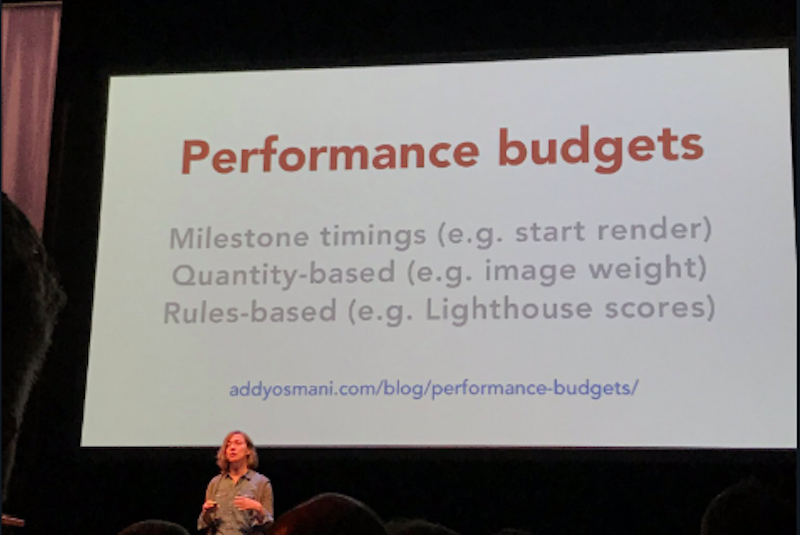 Performance budgets
Milestone timings (e.g. start render)
Quantity-based (e.g. image weight)
Rules-based (e.g. Lighthouse scores)
addyosmani.com/blog/performance-budgets/